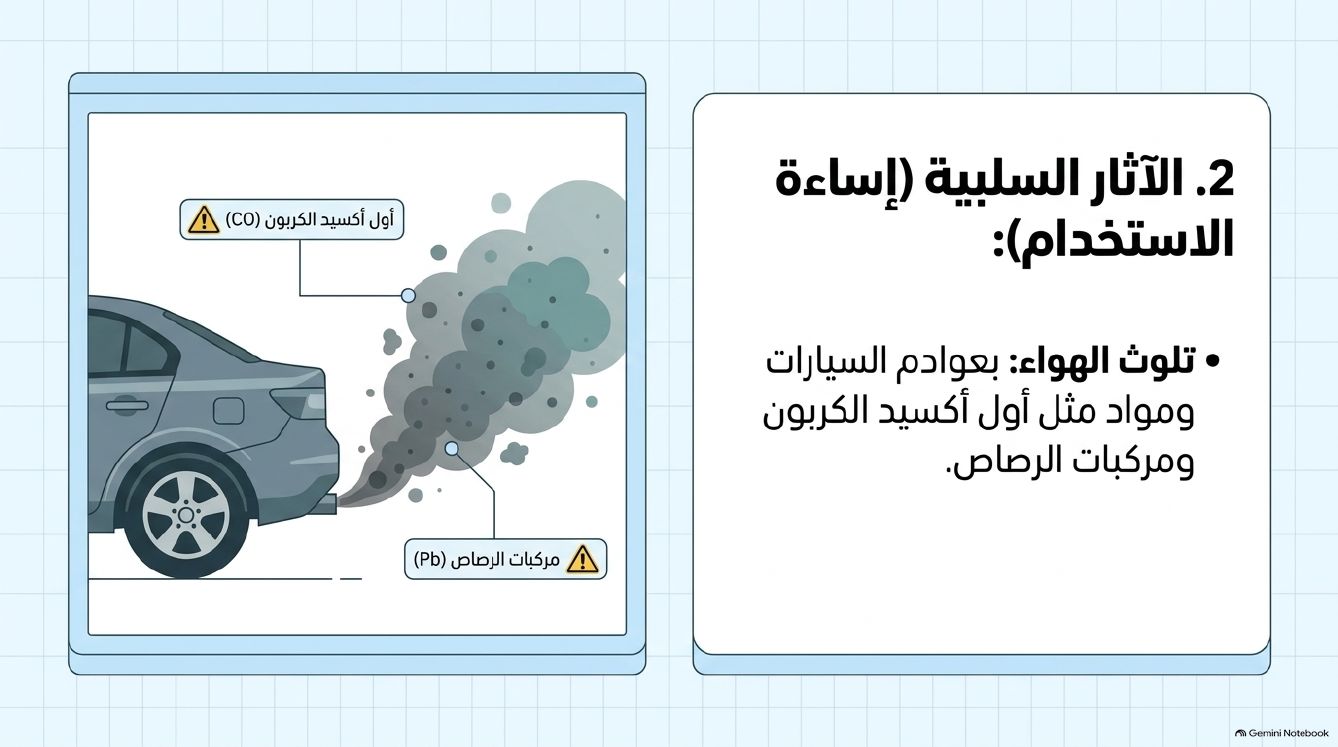 2. الآثار السلبية (إساءة
الاستخدام):
• تلوث الهواء: بعوادم السيارات
ومواد مثل أول أكسيد الكربون
ومركبات الرصاص.
أول أكسيد الكربون (CO)
مركبات الرصاص (Pb)
Gemini Notebook